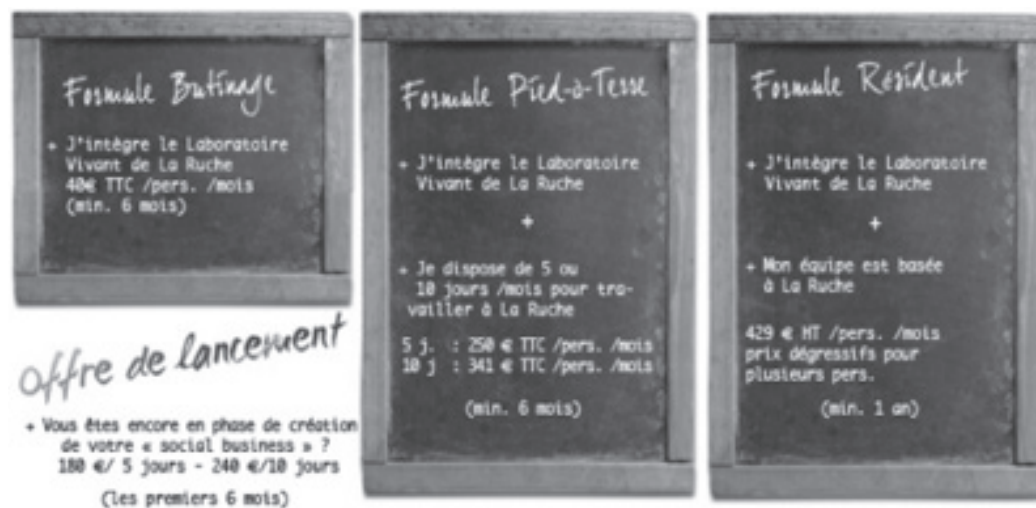 Formule Butinage
+ J'intègre le Laboratoire
Vivant de La Ruche
40€ TTC /pers. /mois
(min. 6 mois)
offre de lancement
+ Vous êtes encore en phase de création
de votre « social business » ?
180 €/ 5 jours - 240 €/10 jours
(les premiers 6 mois)
Formule Pied-à-Terre
+ J'intègre le Laboratoire
Vivant de La Ruche
+
+ Je dispose de 5 ou
10 jours /mois pour tra-
vailler à La Ruche
5 j. : 250 € TTC /pers. /mois
10 j : 341 € TTC /pers. /mois
(min. 6 mois)
Formule Résident
+ J'intègre le Laboratoire
Vivant de La Ruche
+
+ Mon équipe est basée
à La Ruche
429 € HT /pers. /mois
prix dégressifs pour
plusieurs pers.
(min. 1 an)